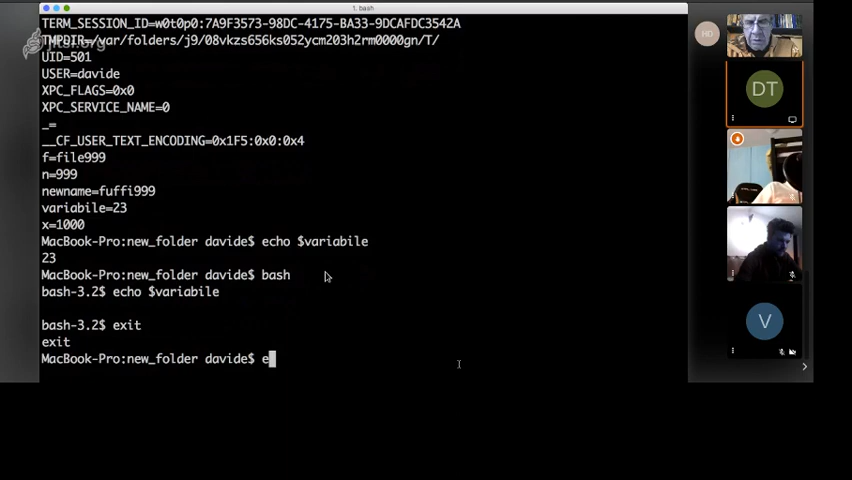 1. bash
TERM_SESSION_ID=w0t0p0:7A9F3573-98DC-4175-BA33-9DCAFDC3542A
TMPDIR=/var/folders/j9/08vkzs656ks052ycm203h2rm0000gn/T/
jitsi.org
UID=501
USER=davide
XPC_FLAGS=0x0
XPC_SERVICE_NAME=0
_=
__CF_USER_TEXT_ENCODING=0x1F5:0x0:0x4
f=file999
n=999
newname=fuffi999
variabile=23
x=1000
MacBook-Pro:new_folder davide$ echo $variabile
23
MacBook-Pro:new_folder davide$ bash
bash-3.2$ echo $variabile
bash-3.2$ exit
exit
MacBook-Pro:new_folder davide$ e
HD
DT
V